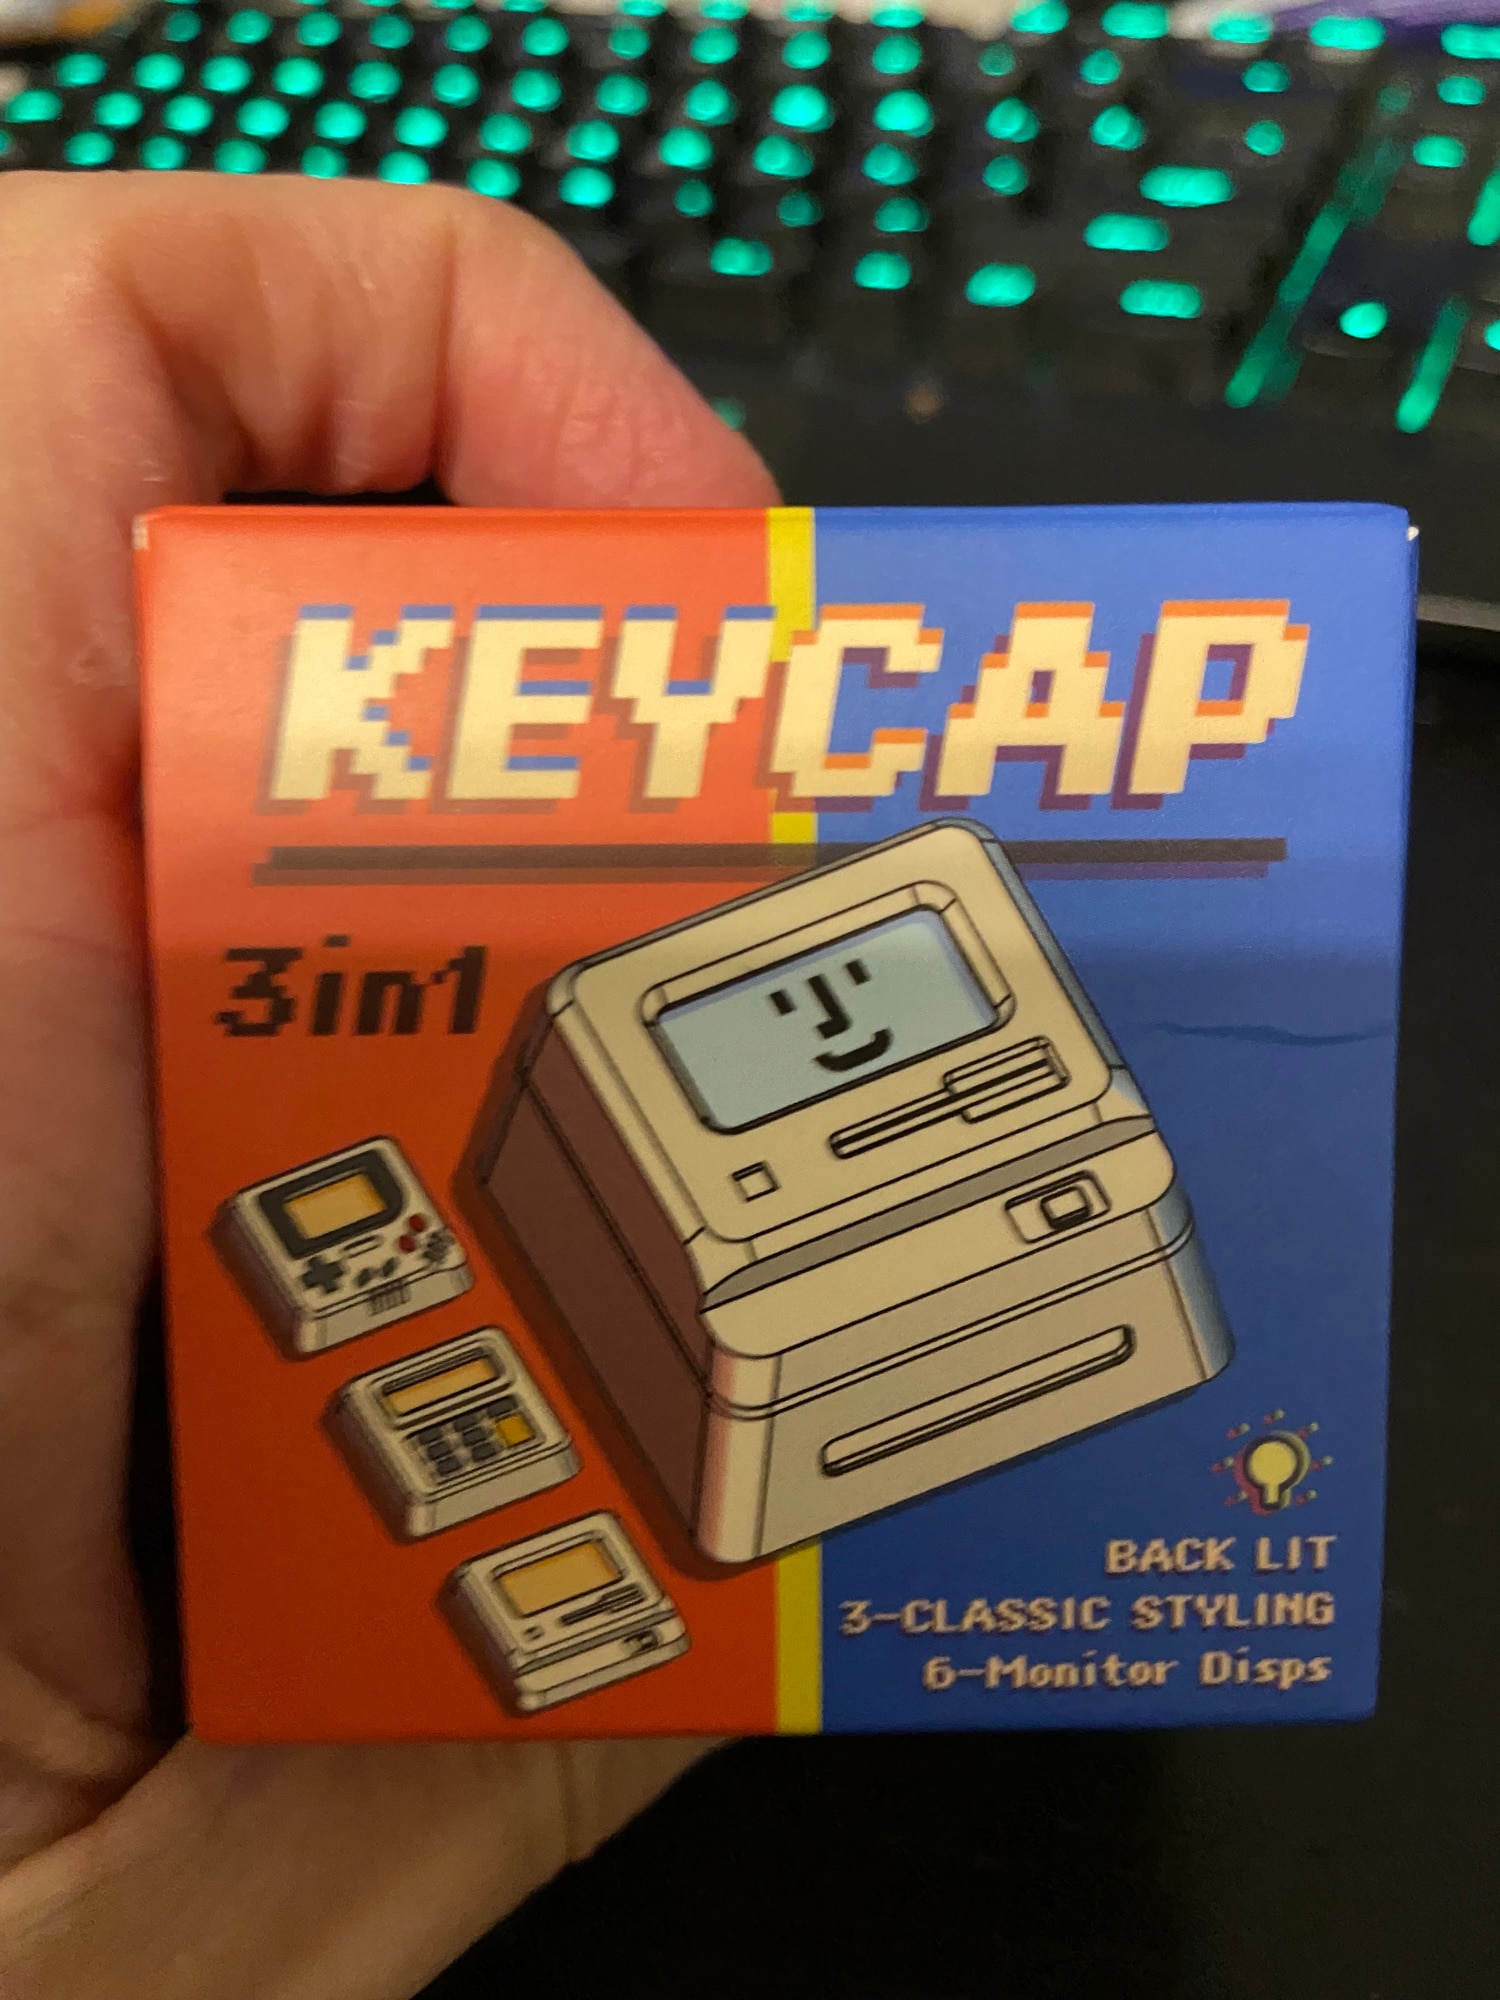 KEYCAP
3in1
BACK LIT
3-CLASSIC STYLING
6-Monitor Disps